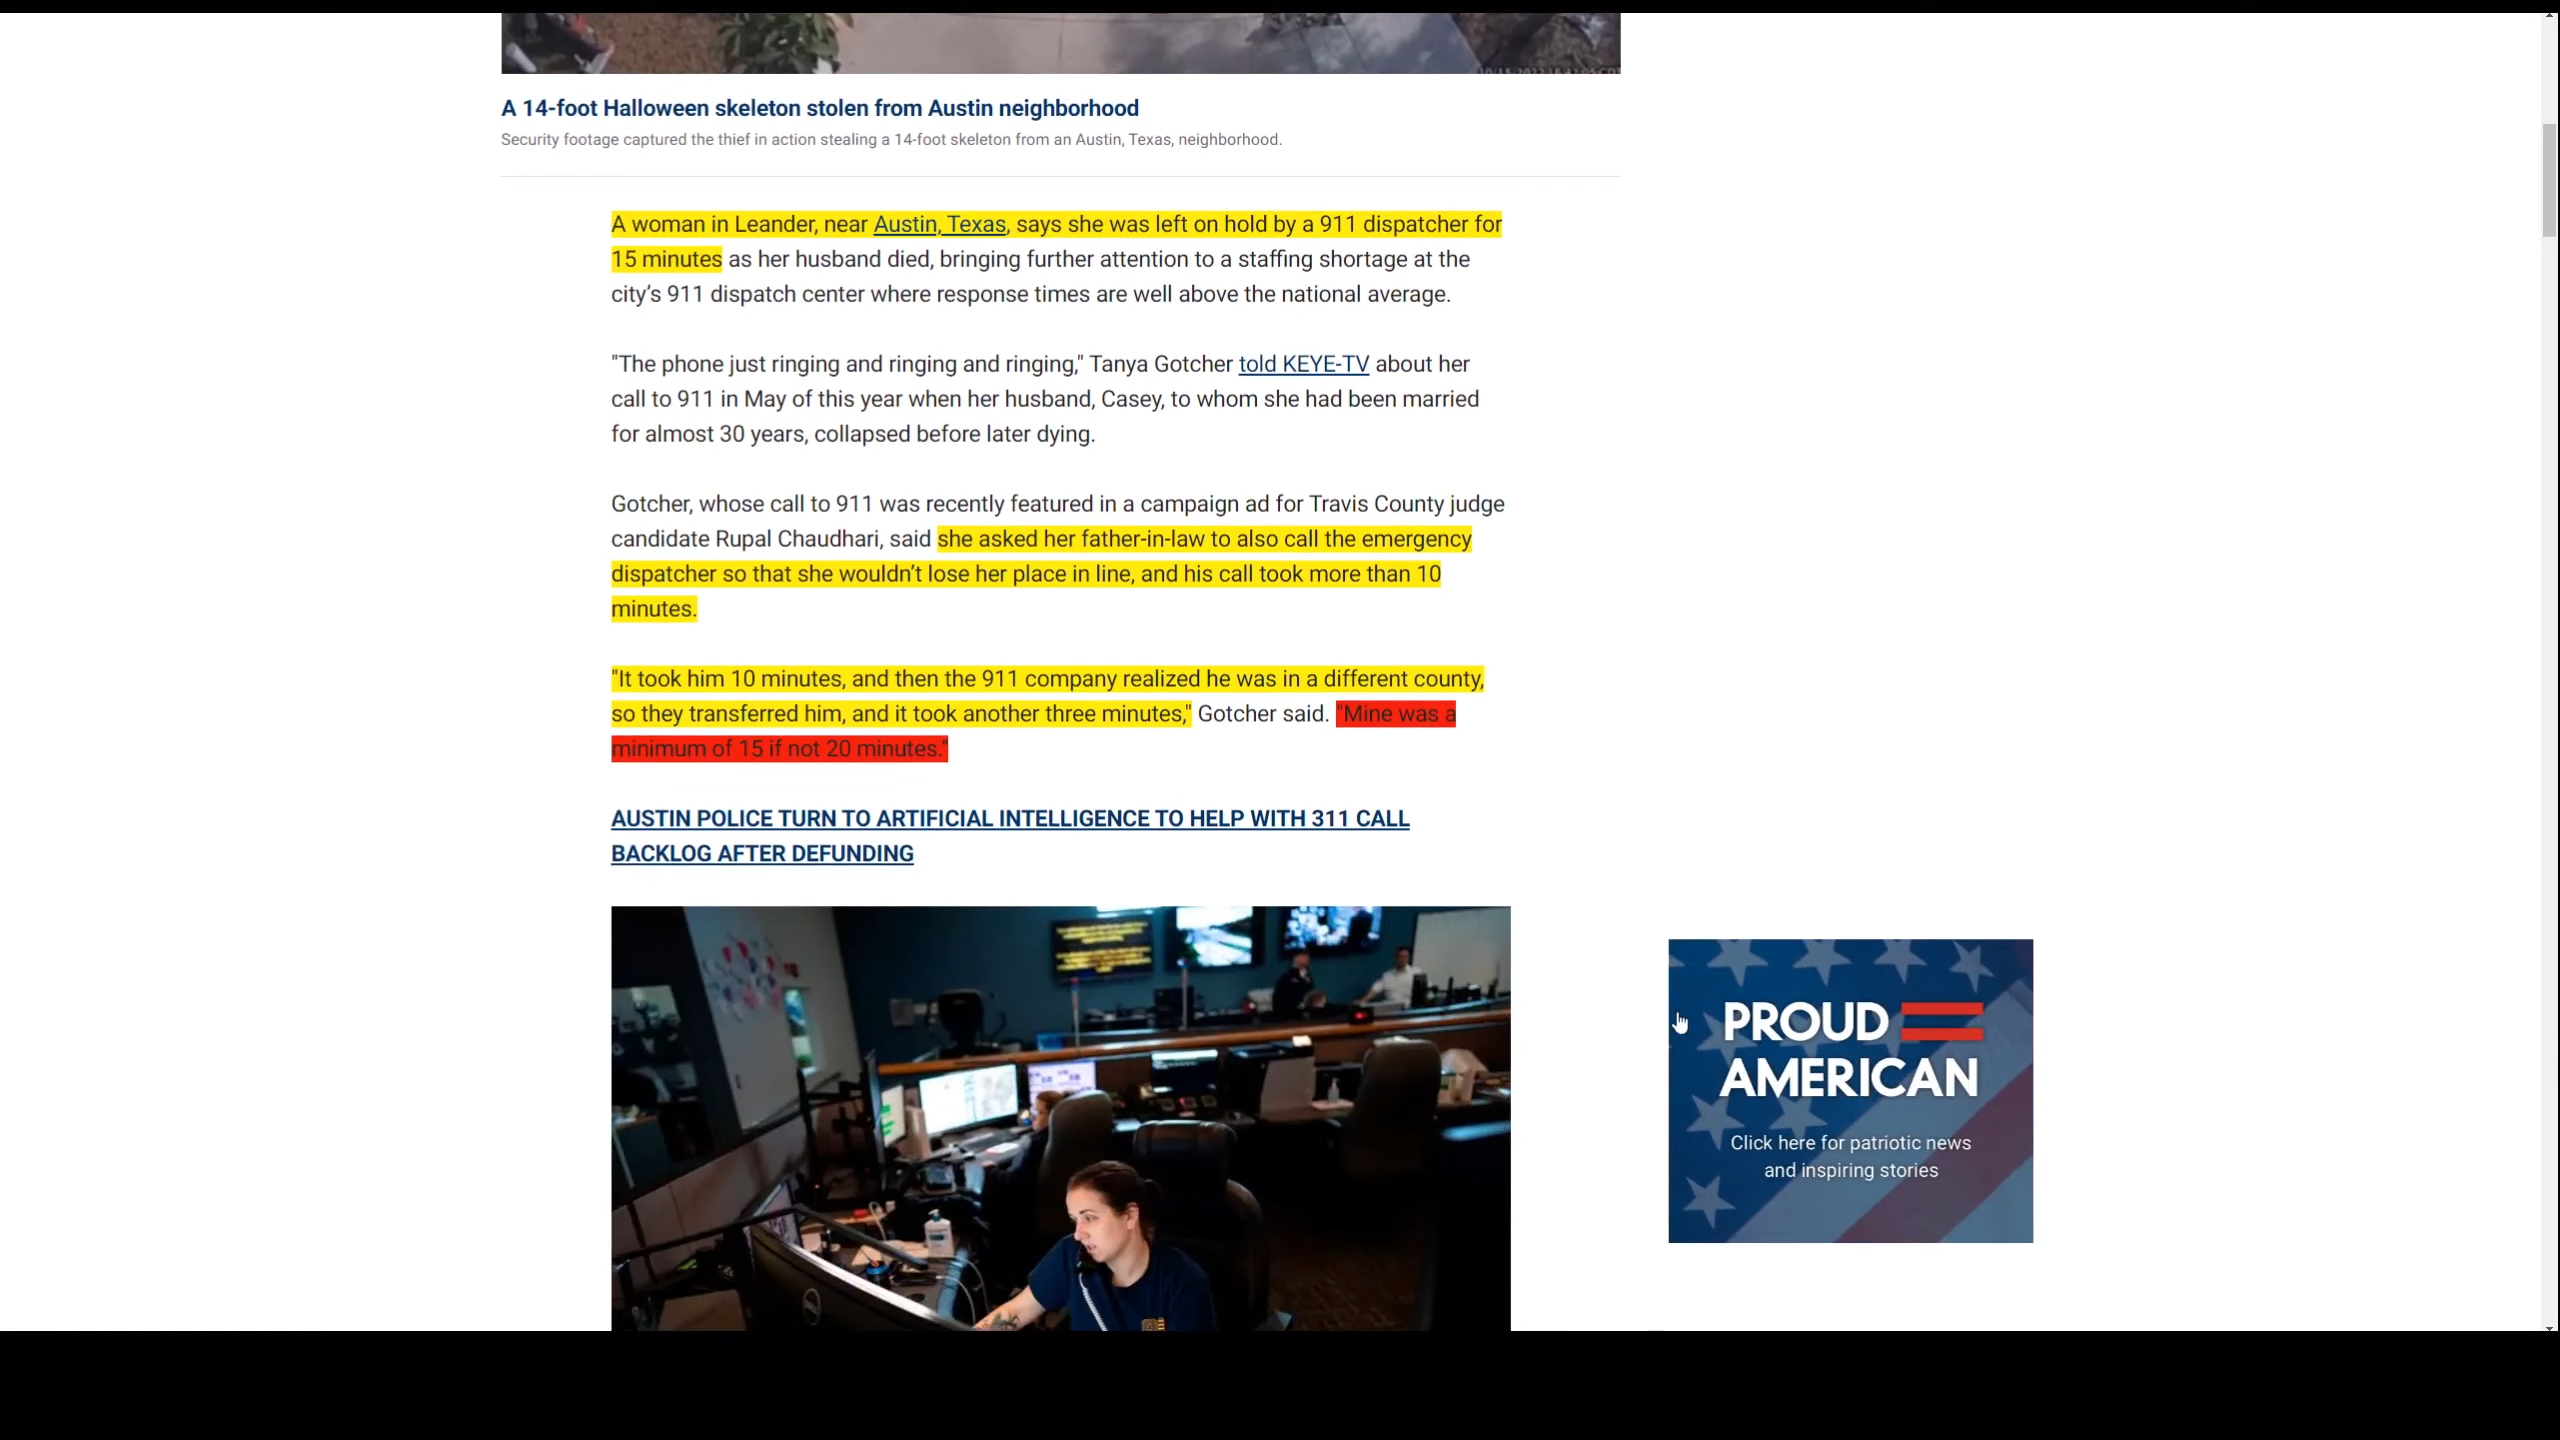 A 14-foot Halloween skeleton stolen from Austin neighborhood
Security footage captured the thief in action stealing a 14-foot skeleton from an Austin, Texas, neighborhood.
A woman in Leander, near Austin, Texas, says she was left on hold by a 911 dispatcher for
15 minutes as her husband died, bringing further attention to a staffing shortage at the
city’s 911 dispatch center where response times are well above the national average.
"The phone just ringing and ringing and ringing," Tanya Gotcher told KEYE-TV about her
call to 911 in May of this year when her husband, Casey, to whom she had been married
for almost 30 years, collapsed before later dying.
Gotcher, whose call to 911 was recently featured in a campaign ad for Travis County judge
candidate Rupal Chaudhari, said she asked her father-in-law to also call the emergency
dispatcher so that she wouldn’t lose her place in line, and his call took more than 10
minutes.
"It took him 10 minutes, and then the 911 company realized he was in a different county,
so they transferred him, and it took another three minutes," Gotcher said. "Mine was a
minimum of 15 if not 20 minutes."
AUSTIN POLICE TURN TO ARTIFICIAL INTELLIGENCE TO HELP WITH 311 CALL
BACKLOG AFTER DEFUNDING
PROUD
AMERICAN
Click here for patriotic news
and inspiring stories